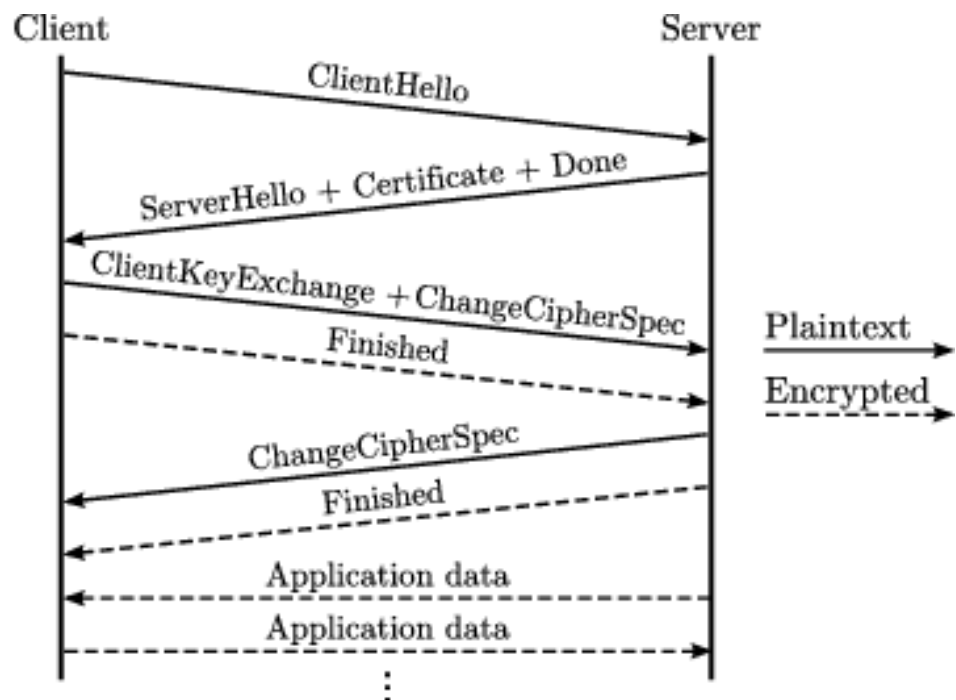 Client
Server
ClientHello
ServerHello + Certificate + Done
ClientKeyExchange +ChangeCipherSpec
Finished
Plaintext
Encrypted
ChangeCipherSpec
Finished
Application data
Application data